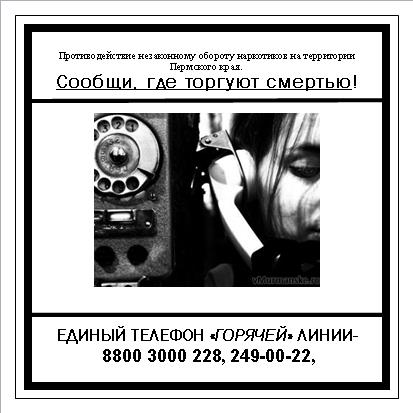 Противодействие незаконному обороту наркотиков на территории
Пермского края.
Сообщи, где торгуют смертью!
vMurmanske.ru
ЕДИНЫЙ ТЕЛЕФОН «ГОРЯЧЕЙ» ЛИНИИ-
8800 3000 228, 249-00-22,